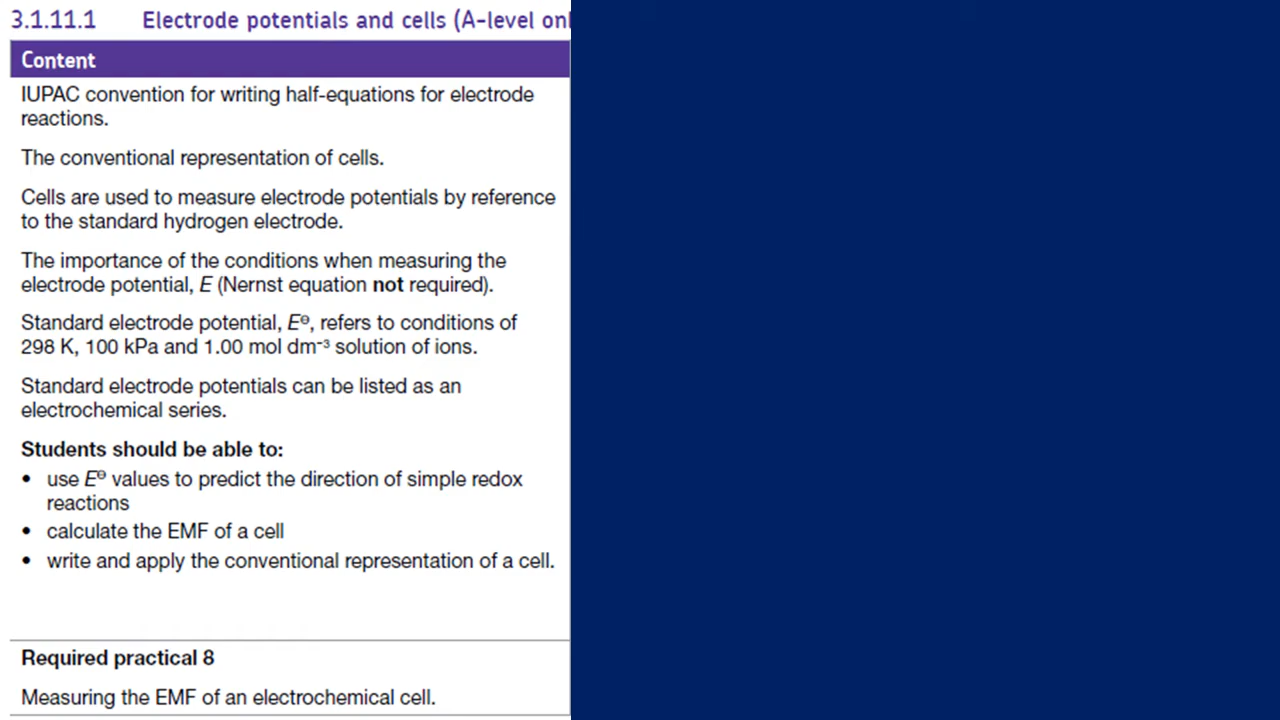 3.1.11.1 Electrode potentials and cells (A-level onl
Content
IUPAC convention for writing half-equations for electrode
reactions.
The conventional representation of cells.
Cells are used to measure electrode potentials by reference
to the standard hydrogen electrode.
The importance of the conditions when measuring the
electrode potential, E (Nernst equation not required).
Standard electrode potential, E⦵, refers to conditions of
298 K, 100 kPa and 1.00 mol dm⁻³ solution of ions.
Standard electrode potentials can be listed as an
electrochemical series.
Students should be able to:
• use E⦵ values to predict the direction of simple redox
reactions
• calculate the EMF of a cell
• write and apply the conventional representation of a cell.
Required practical 8
Measuring the EMF of an electrochemical cell.